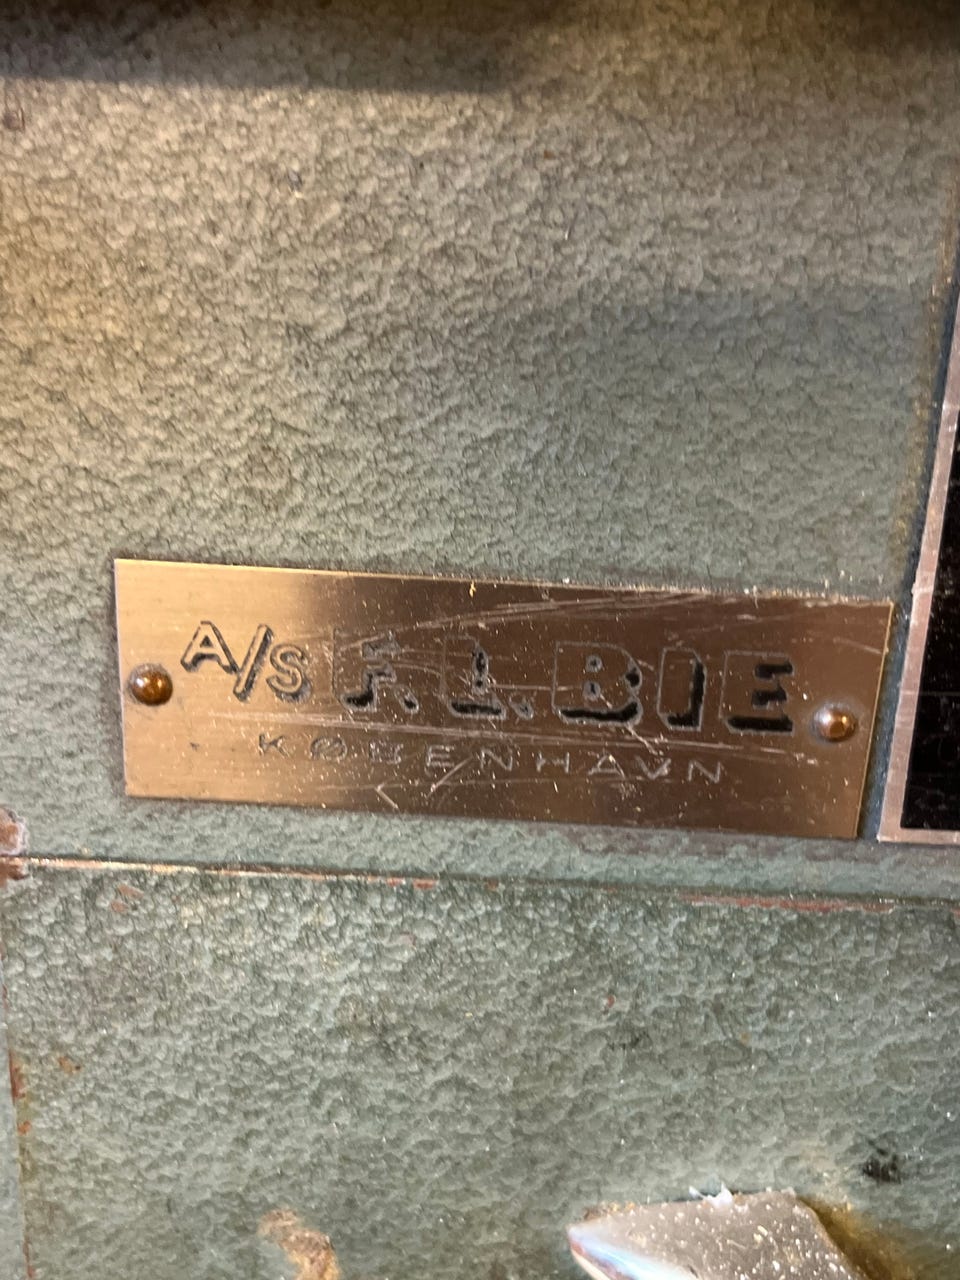 A/S F. L. BIE
KØBENHAVN